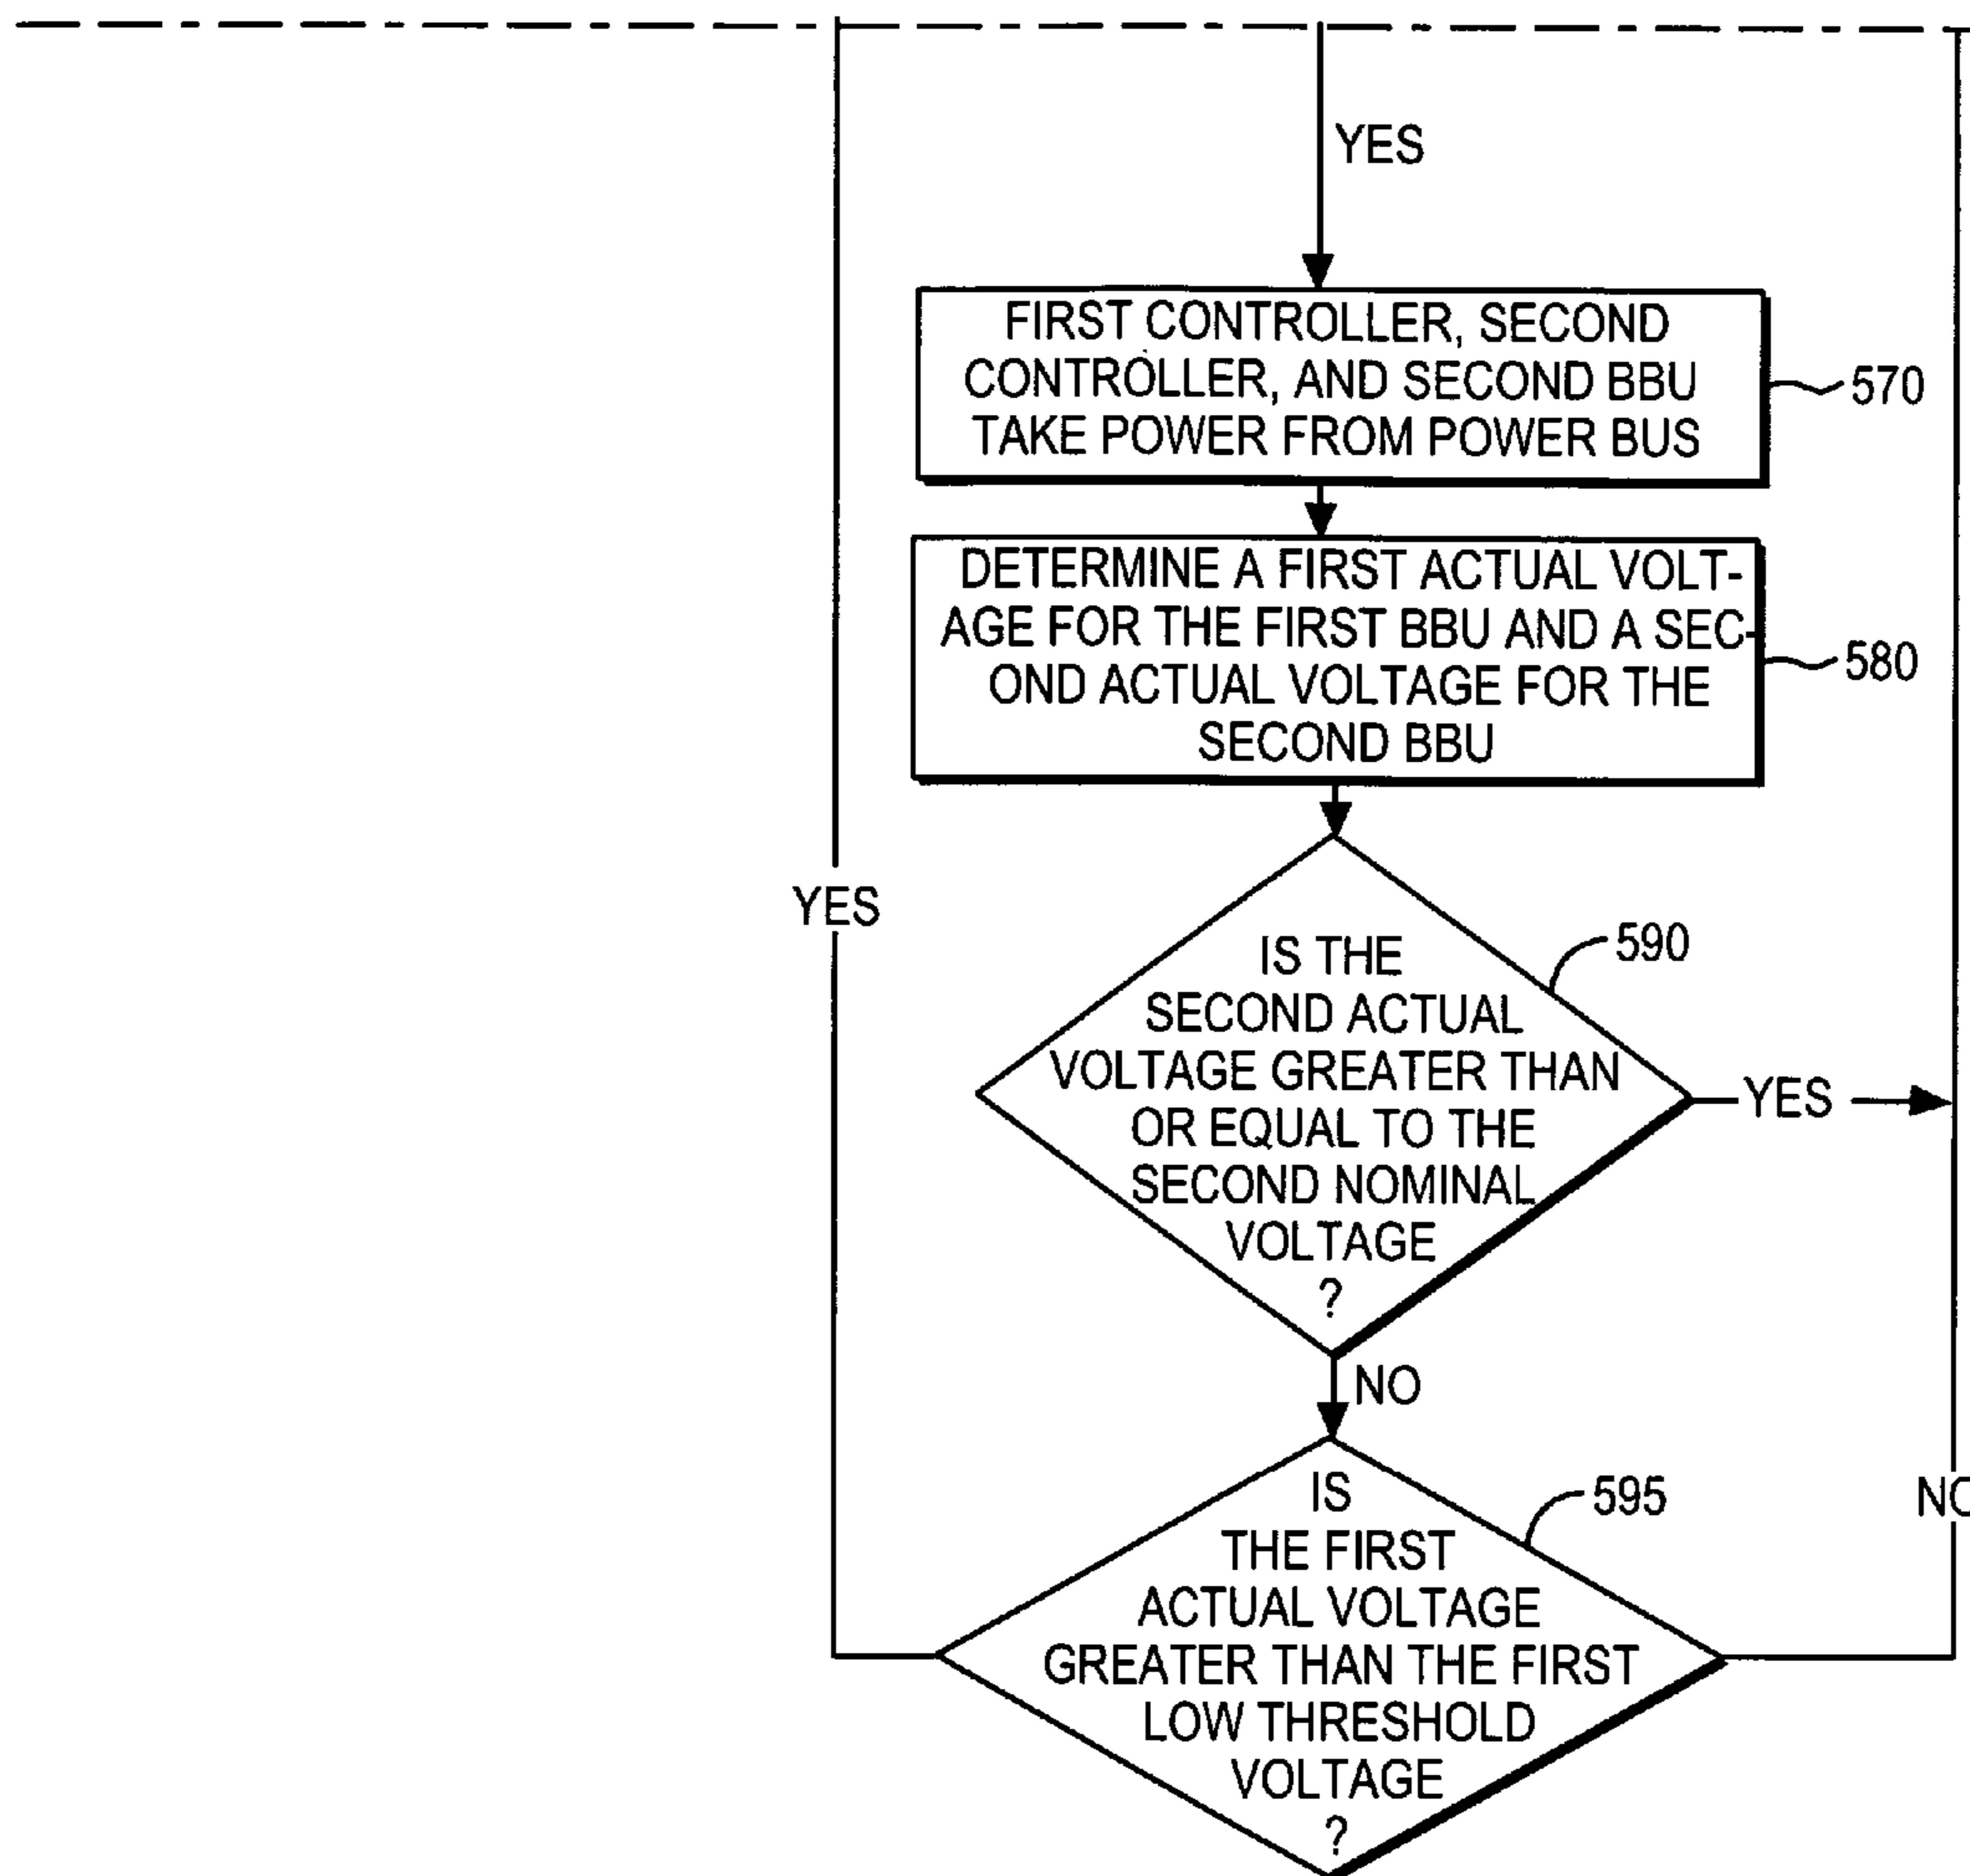 YES
FIRST CONTROLLER, SECOND
CONTROLLER, AND SECOND BBU
TAKE POWER FROM POWER BUS
570
DETERMINE A FIRST ACTUAL VOLT-
AGE FOR THE FIRST BBU AND A SEC-
OND ACTUAL VOLTAGE FOR THE
SECOND BBU
580
YES
IS THE
SECOND ACTUAL
VOLTAGE GREATER THAN
OR EQUAL TO THE
SECOND NOMINAL
VOLTAGE
?
590
YES
NO
IS
THE FIRST
ACTUAL VOLTAGE
GREATER THAN THE FIRST
LOW THRESHOLD
VOLTAGE
?
595
NO